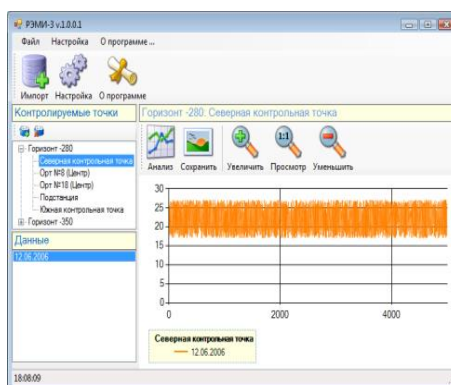 РЭМИ-3 v.1.0.0.1
Файл Настройка О программе ...
Импорт Настройка О программе
Контролируемые точки
Горизонт -280: Северная контрольная точка
Горизонт -280
Северная контрольная точка
Орт №8 (Центр)
Орт №18 (Центр)
Подстанция
Южная контрольная точка
Горизонт -350
Анализ Сохранить Увеличить Просмотр Уменьшить
1:1
Данные
12.06.2006
30
25
20
15
10
5
0
0 2000 4000
Северная контрольная точка
12.06.2006
18:08:09